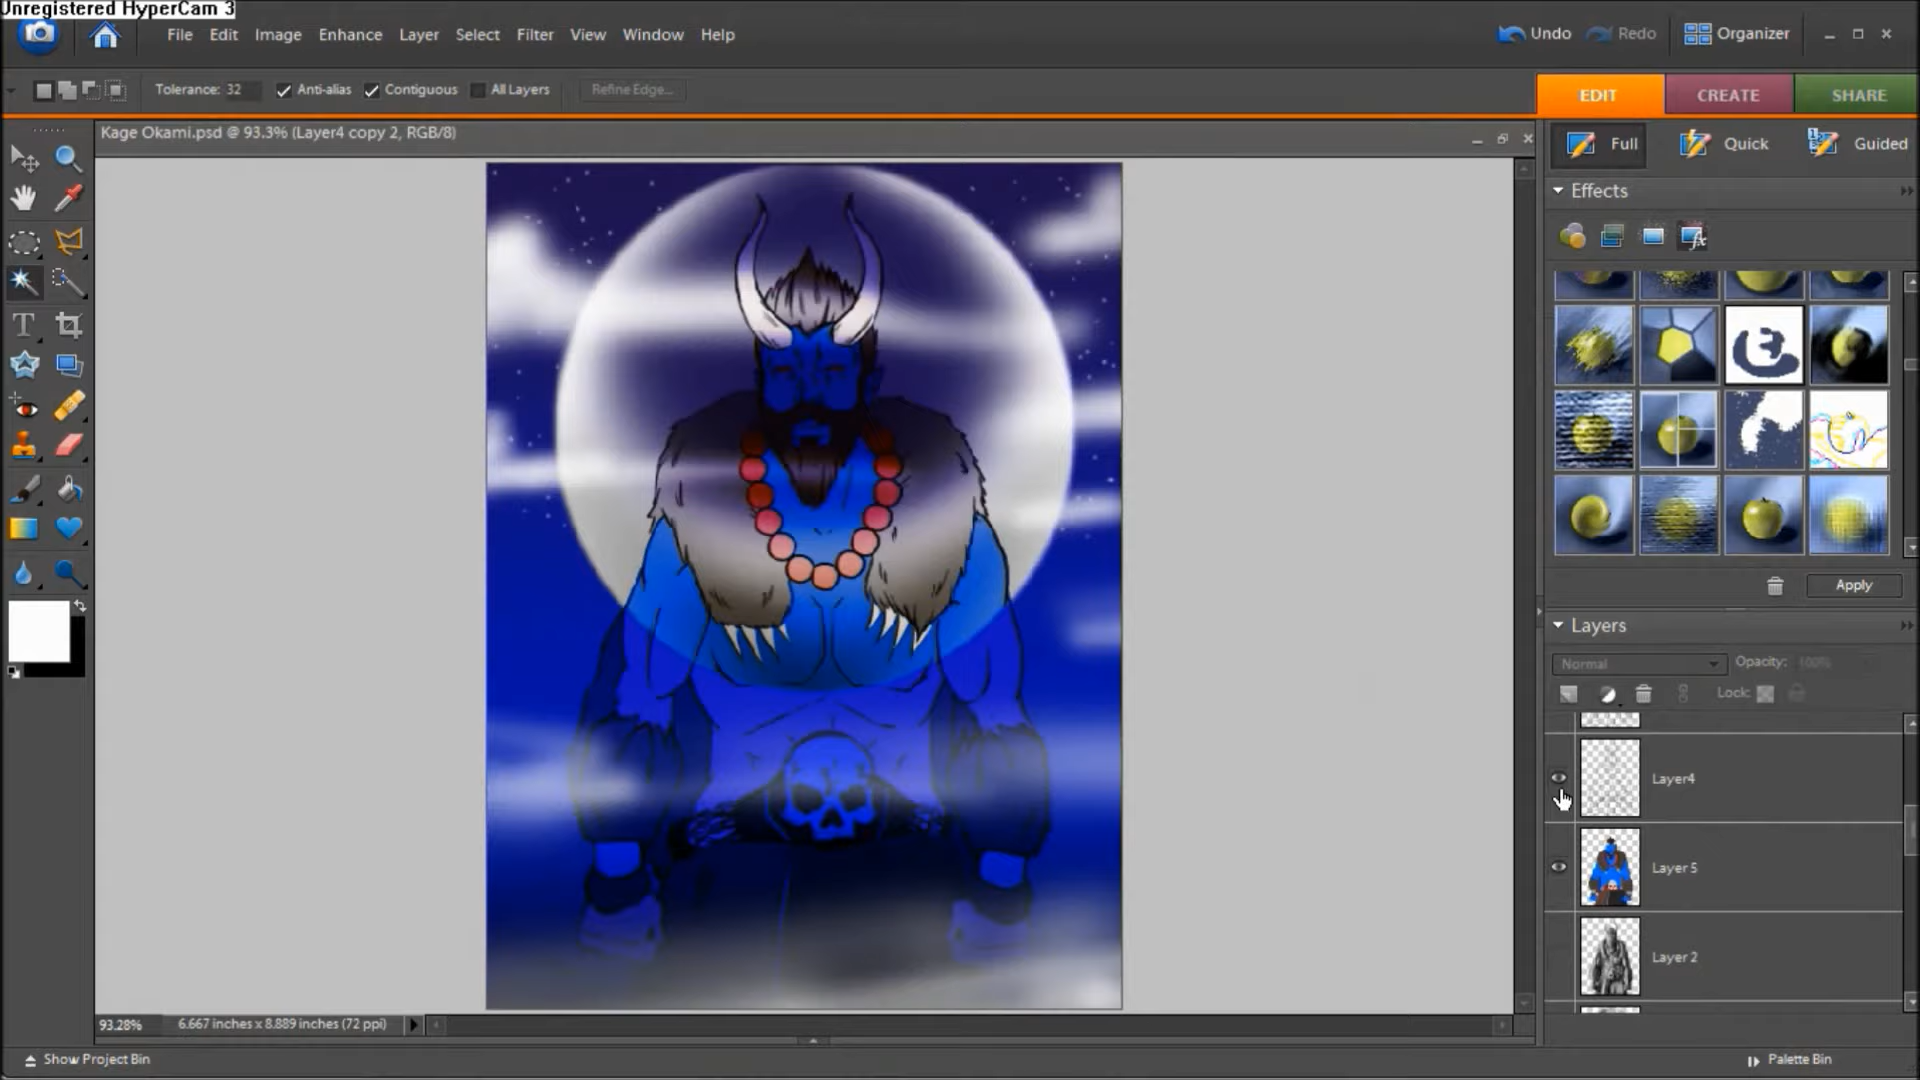 Unregistered HyperCam 3
File Edit Image Enhance Layer Select Filter View Window Help
Undo Redo Organizer
Tolerance: 32 Anti-alias Contiguous All Layers Refine Edge...
EDIT CREATE SHARE
Kage Okami.psd @ 93.3% (Layer4 copy 2, RGB/8)
Full Quick Guided
Effects
Apply
Layers
Normal Opacity: 100%
Lock:
Layer4
Layer 5
Layer 2
93.28% 6.667 inches x 8.889 inches (72 ppi)
Show Project Bin Palette Bin